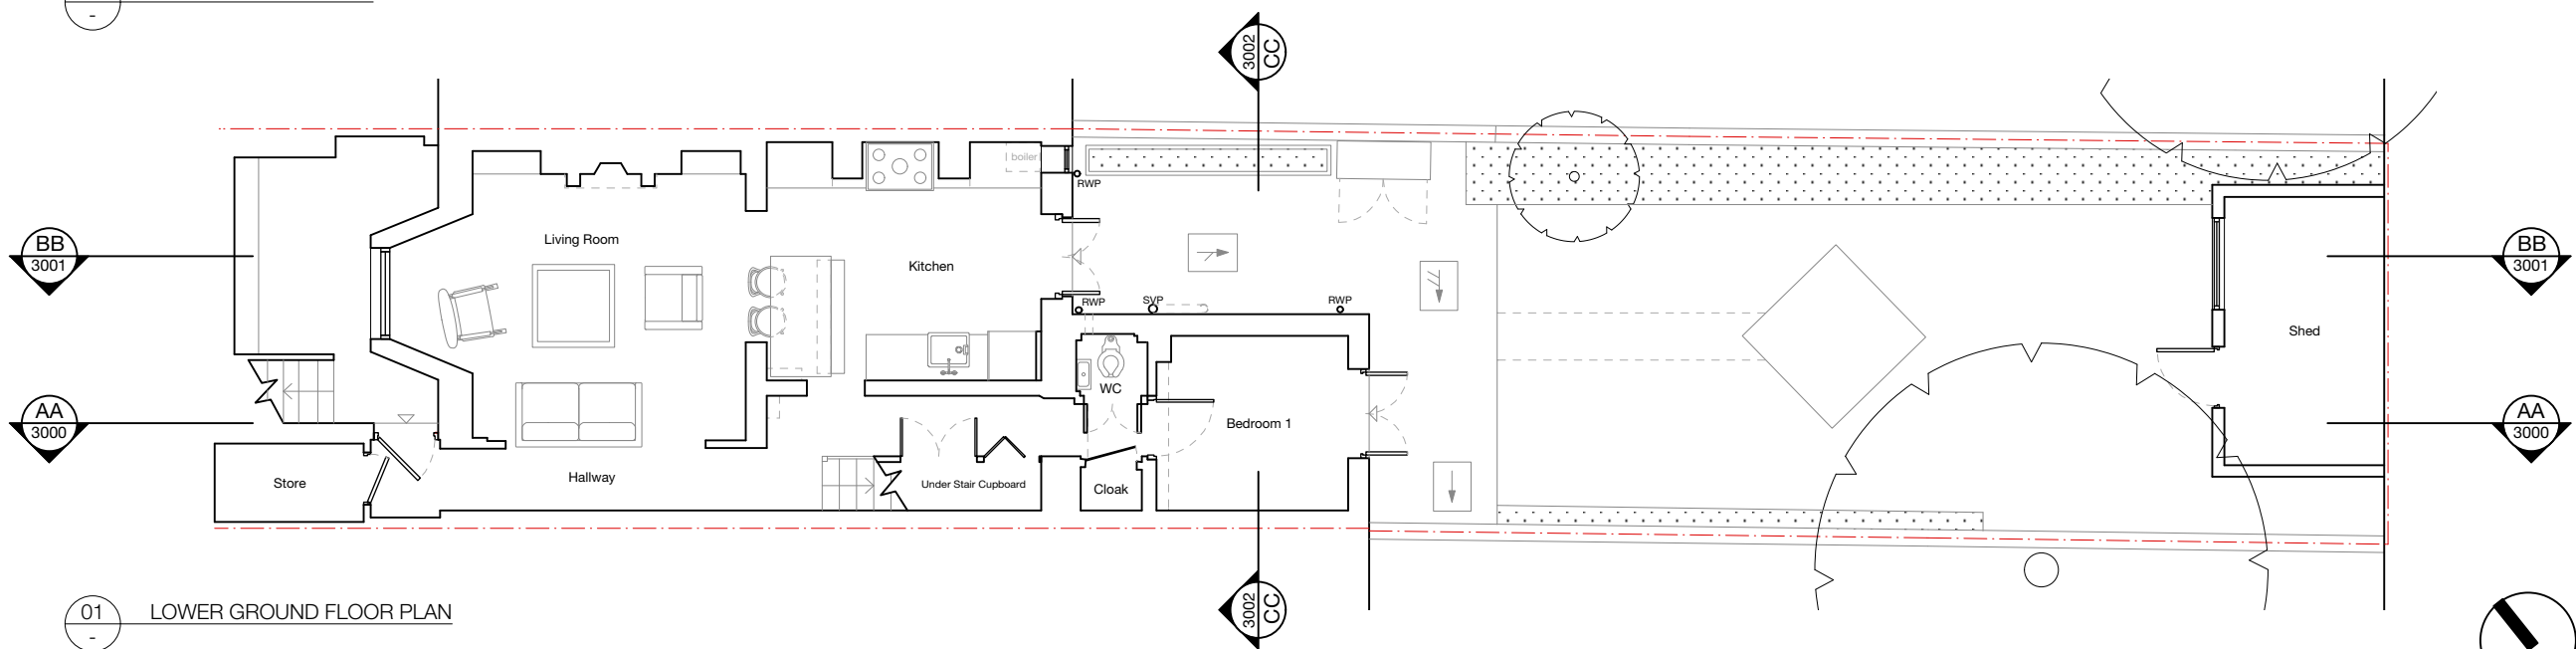 -
3002
CC
boiler
RWP
BB
3001
Living Room
Kitchen
BB
3001
RWP
SVP
RWP
Shed
WC
AA
3000
Bedroom 1
AA
3000
Store
Hallway
Under Stair Cupboard
Cloak
01
-
LOWER GROUND FLOOR PLAN
3002
CC